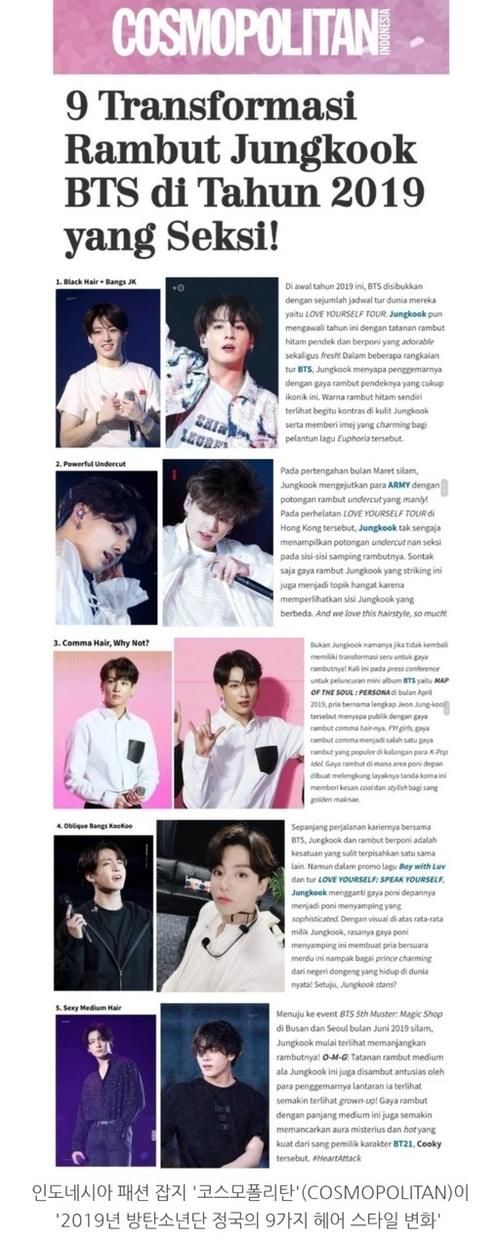 COSMOPOLITAN
INDONESIA
9 Transformasi
Rambut Jungkook
BTS di Tahun 2019
yang Seksi!
1. Black Hair + Bangs JK
Di awal tahun 2019 ini, BTS disibukkan
dengan sejumlah jadwal tur dunia mereka
yaitu LOVE YOURSELF TOUR. Jungkook pun
mengawali tahun ini dengan tatanan rambut
hitam pendek dan berponi yang adorable
sekaligus fresh! Dalam beberapa rangkaian
tur BTS, Jungkook menyapa penggemarnya
dengan gaya rambut pendeknya yang cukup
ikonik ini. Warna rambut hitam sendiri
terlihat begitu kontras di kulit Jungkook
serta memberi imej yang charming bagi
pelantun lagu Euphoria tersebut.
2. Powerful Undercut
Pada pertengahan bulan Maret silam,
Jungkook mengejutkan para ARMY dengan
potongan rambut undercut yang manly!
Pada perhelatan LOVE YOURSELF TOUR di
Hong Kong tersebut, Jungkook tak sengaja
menampilkan potongan undercut nan seksi
pada sisi-sisi samping rambutnya. Sontak
saja gaya rambut Jungkook yang striking ini
juga menjadi topik hangat karena
memperlihatkan sisi Jungkook yang
berbeda. And we love this hairstyle, so much!
3. Comma Hair, Why Not?
Bukan Jungkook namanya jika tidak kembali
memiliki transformasi seru untuk gaya
rambutnya! Kali ini pada press conference
untuk peluncuran mini album BTS yaitu MAP
OF THE SOUL : PERSONA di bulan April
2019, pria bernama lengkap Jeon Jung-kook
tersebut menyapa publik dengan gaya
rambut comma hair-nya. FYI girls, gaya
rambut comma menjadi salah satu gaya
rambut yang populer di kalangan para K-Pop
idol. Gaya rambut di mana area poni depan
dibuat melengkung layaknya tanda koma ini
memberi kesan cool dan stylish bagi sang
golden maknae.
4. Oblique Bangs KooKoo
Sepanjang perjalanan kariernya bersama
BTS, Jungkook dan rambut berponi adalah
kesatuan yang sulit terpisahkan satu sama
lain. Namun dalam promo lagu Boy with Luv
dan tur LOVE YOURSELF: SPEAK YOURSELF,
Jungkook mengganti gaya poni depannya
menjadi poni menyamping yang
sophisticated. Dengan visual di atas rata-rata
milik Jungkook, rasanya gaya poni
menyamping ini membuat pria bersuara
merdu ini nampak bagai prince charming
dari negeri dongeng yang hidup di dunia
nyata! Setuju, Jungkook stans?
5. Sexy Medium Hair
Menuju ke event BTS 5th Muster: Magic Shop
di Busan dan Seoul bulan Juni 2019 silam,
Jungkook mulai terlihat memanjangkan
rambutnya! O-M-G! Tatanan rambut medium
ala Jungkook ini juga disambut antusias oleh
para penggemarnya lantaran ia terlihat
semakin terlihat grown-up! Gaya rambut
dengan panjang medium ini juga semakin
memancarkan aura misterius dan hot yang
kuat dari sang pemilik karakter BT21, Cooky
tersebut. #HeartAttack
인도네시아 패션 잡지 '코스모폴리탄'(COSMOPOLITAN)이
'2019년 방탄소년단 정국의 9가지 헤어 스타일 변화'